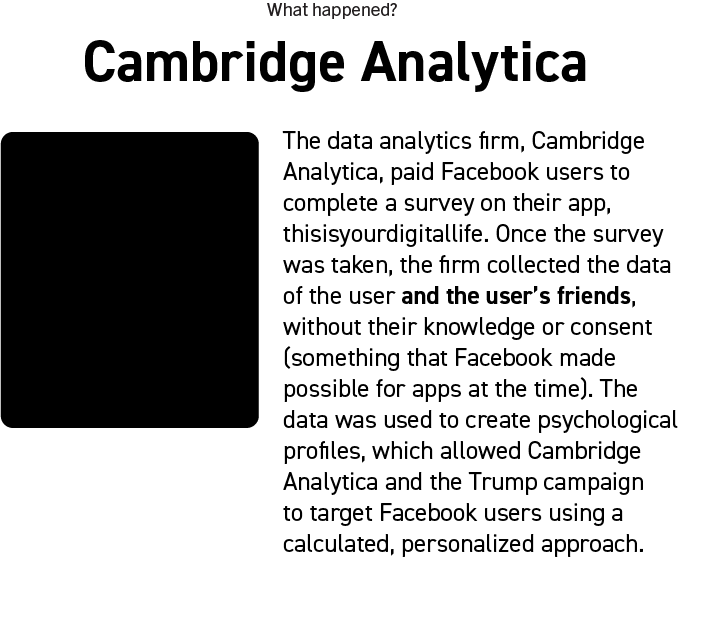 What happened?
Cambridge Analytica
The data analytics firm, Cambridge
Analytica, paid Facebook users to
complete a survey on their app,
thisisyourdigitallife. Once the survey
was taken, the firm collected the data
of the user and the user’s friends,
without their knowledge or consent
(something that Facebook made
possible for apps at the time). The
data was used to create psychological
profiles, which allowed Cambridge
Analytica and the Trump campaign
to target Facebook users using a
calculated, personalized approach.